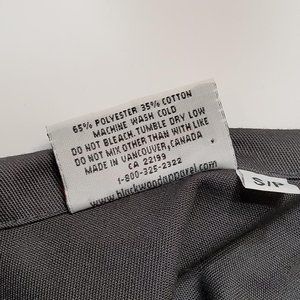 65% POLYESTER 35% COTTON
MACHINE WASH COLD
DO NOT BLEACH.TUMBLE DRY LOW
DO NOT MIX OTHER THAN WITH LIKE
MADE IN VANCOUVER, CANADA
CA 22199
1-800-325-2322
www.blackwoodapparel.com
S/P